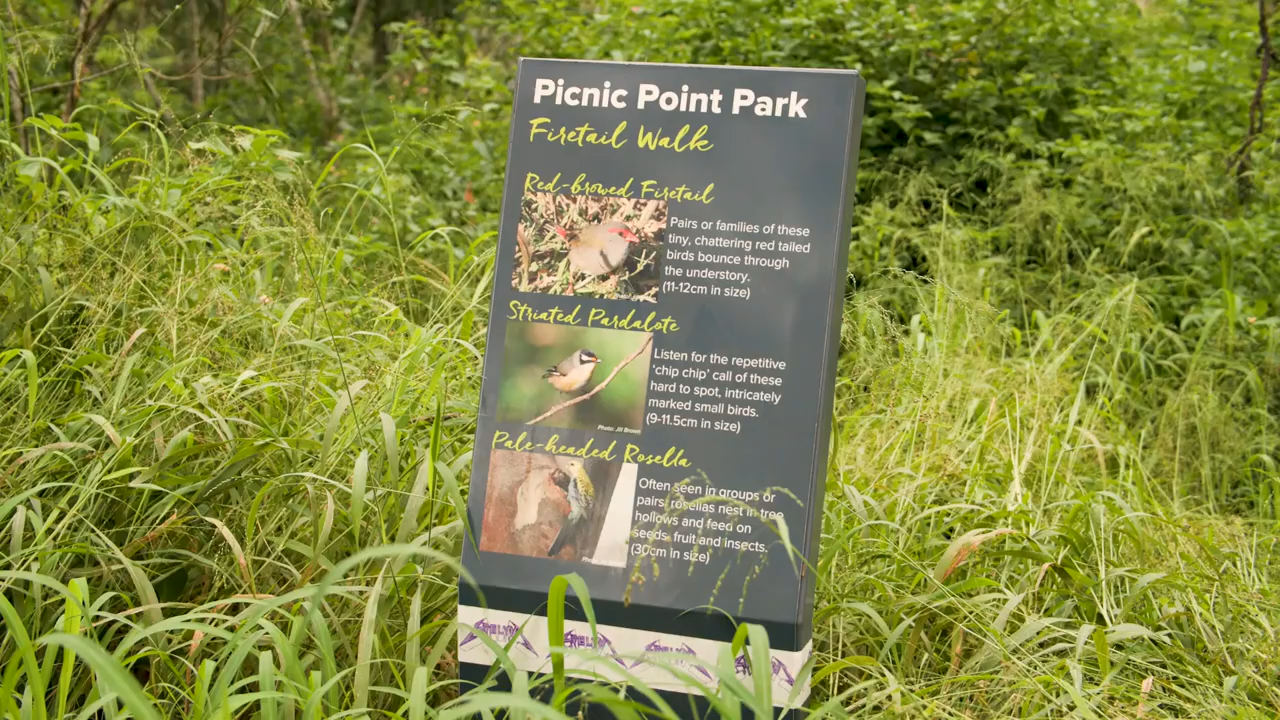 Picnic Point Park
Firetail Walk
Red-browed Firetail
Pairs or families of these
tiny, chattering red tailed
birds bounce through
the understory.
(11-12cm in size)
Striated Pardalote
Listen for the repetitive
‘chip chip’ call of these
hard to spot, intricately
marked small birds.
(9-11.5cm in size)
Photo: Jill Brown
Pale-headed Rosella
Often seen in groups or
pairs, rosellas nest in tree
hollows and feed on
seeds, fruit and insects.
(30cm in size)